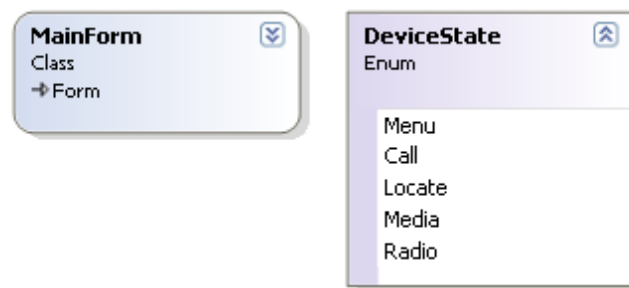 MainForm
Class
Form
DeviceState
Enum
Menu
Call
Locate
Media
Radio